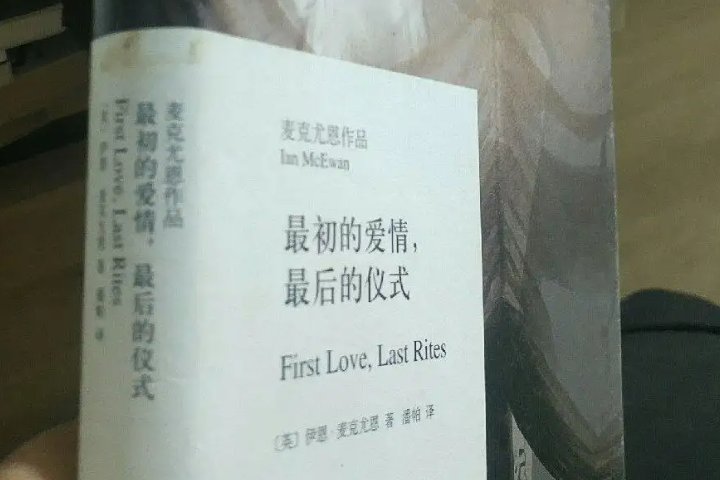 麦克尤恩作品
Ian McEwan
最初的爱情,
最后的仪式
First Love, Last Rites
〔英〕伊恩·麦克尤恩 著 潘帕 译
麦克尤恩作品
最初的爱情,最后的仪式
First Love, Last Rites